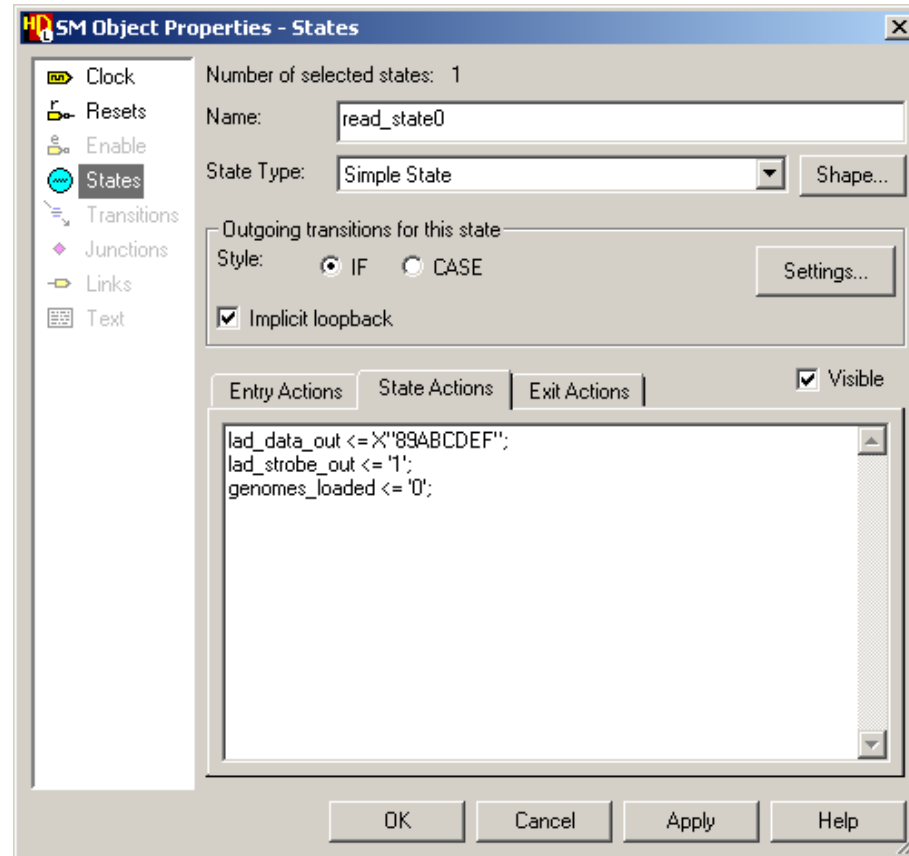 SM Object Properties - States
Clock
Resets
Enable
States
Transitions
Junctions
Links
Text
Number of selected states: 1
Name: read_state0
State Type: Simple State Shape...
Outgoing transitions for this state
Style: IF CASE
Settings...
Implicit loopback
Visible
Entry Actions State Actions Exit Actions
lad_data_out <= X"89ABCDEF";
lad_strobe_out <= '1';
genomes_loaded <= '0';
OK Cancel Apply Help